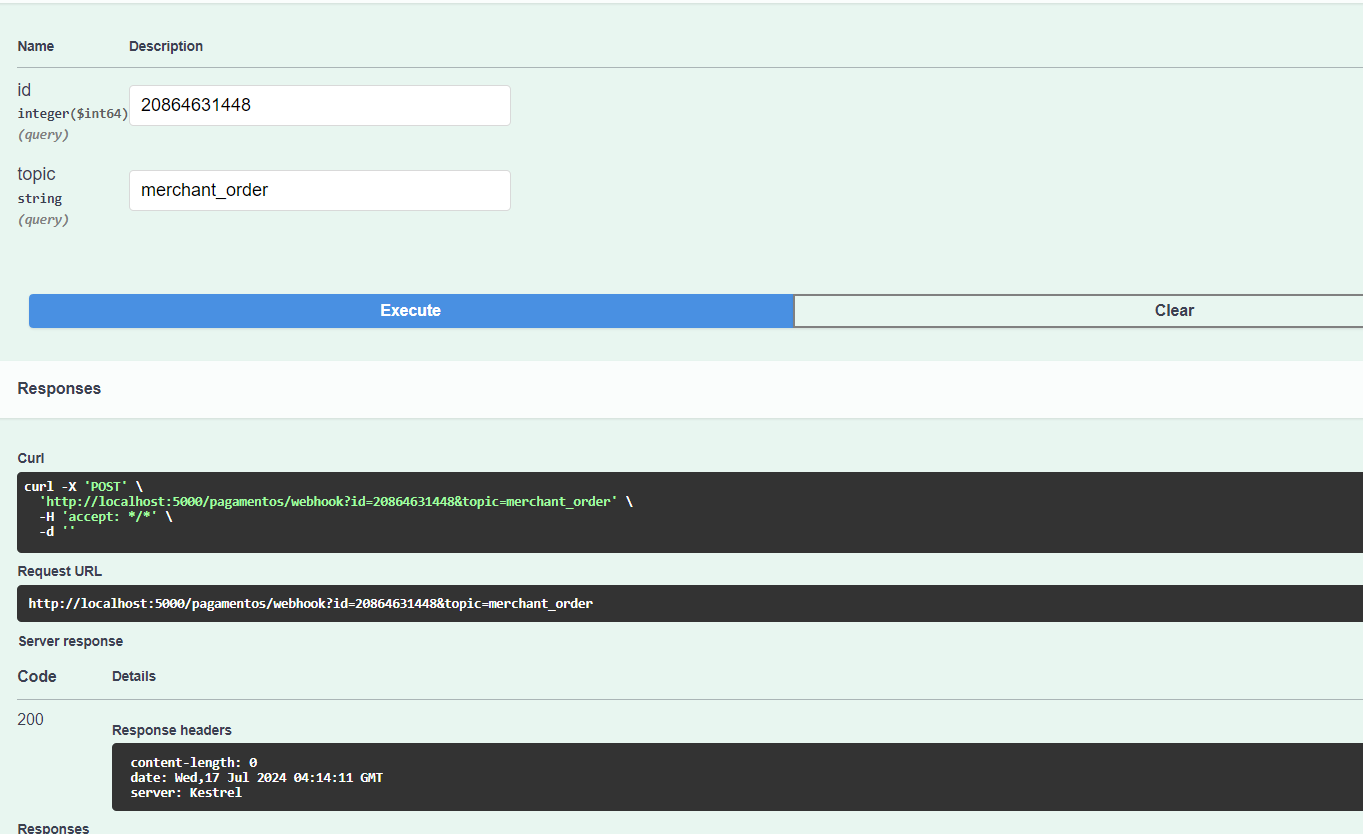 Name Description
id
integer($int64)
(query)
20864631448
topic
string
(query)
merchant_order
Execute Clear
Responses
Curl
curl -X 'POST' \
'http://localhost:5000/pagamentos/webhook?id=20864631448&topic=merchant_order' \
-H 'accept: */*' \
-d ''
Request URL
http://localhost:5000/pagamentos/webhook?id=20864631448&topic=merchant_order
Server response
Code Details
200
Response headers
content-length: 0
date: Wed,17 Jul 2024 04:14:11 GMT
server: Kestrel
Responses